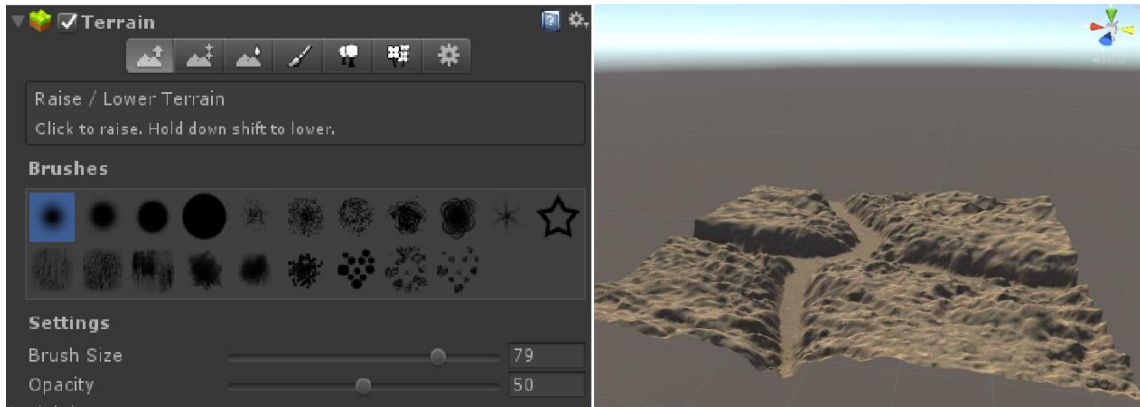 Terrain
Raise / Lower Terrain
Click to raise. Hold down shift to lower.
Brushes
Settings
Brush Size 79
Opacity 50